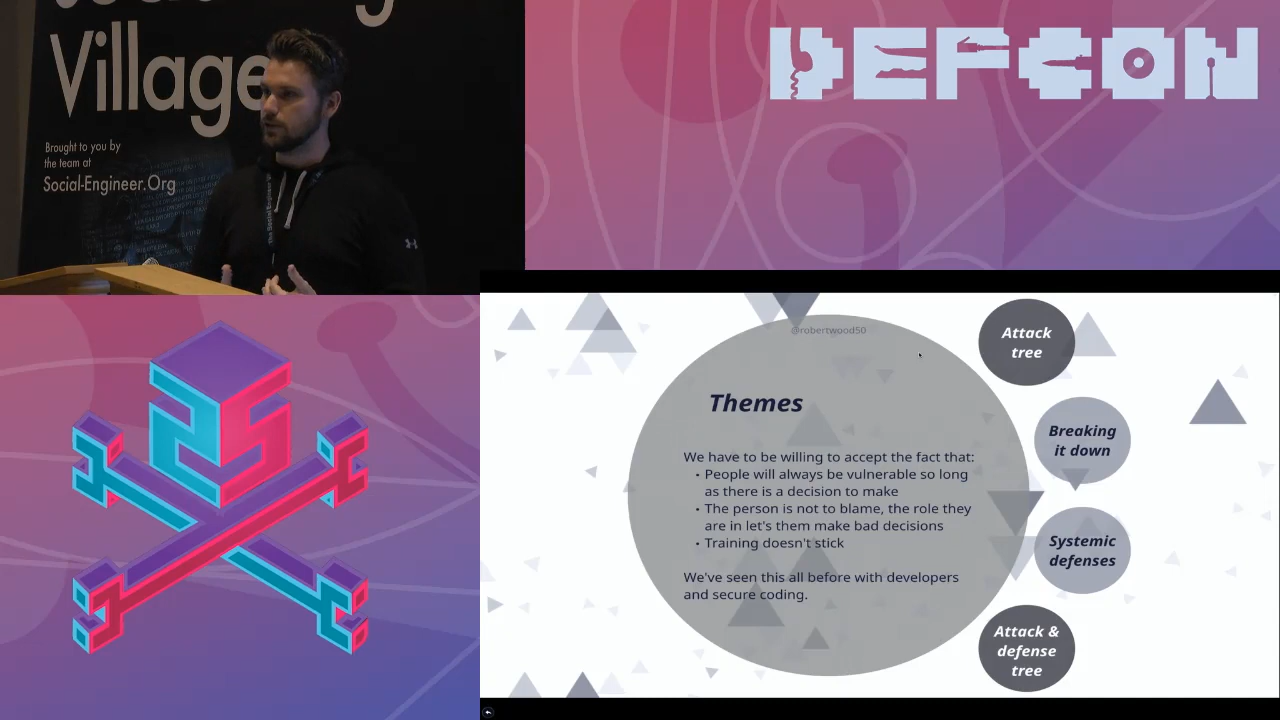 Village
Brought to you by
the team at
Social-Engineer.Org
DEFCON
@robertwood50
Themes
We have to be willing to accept the fact that:
• People will always be vulnerable so long
as there is a decision to make
• The person is not to blame, the role they
are in let's them make bad decisions
• Training doesn't stick
We've seen this all before with developers
and secure coding.
Attack
tree
Breaking
it down
Systemic
defenses
Attack &
defense
tree